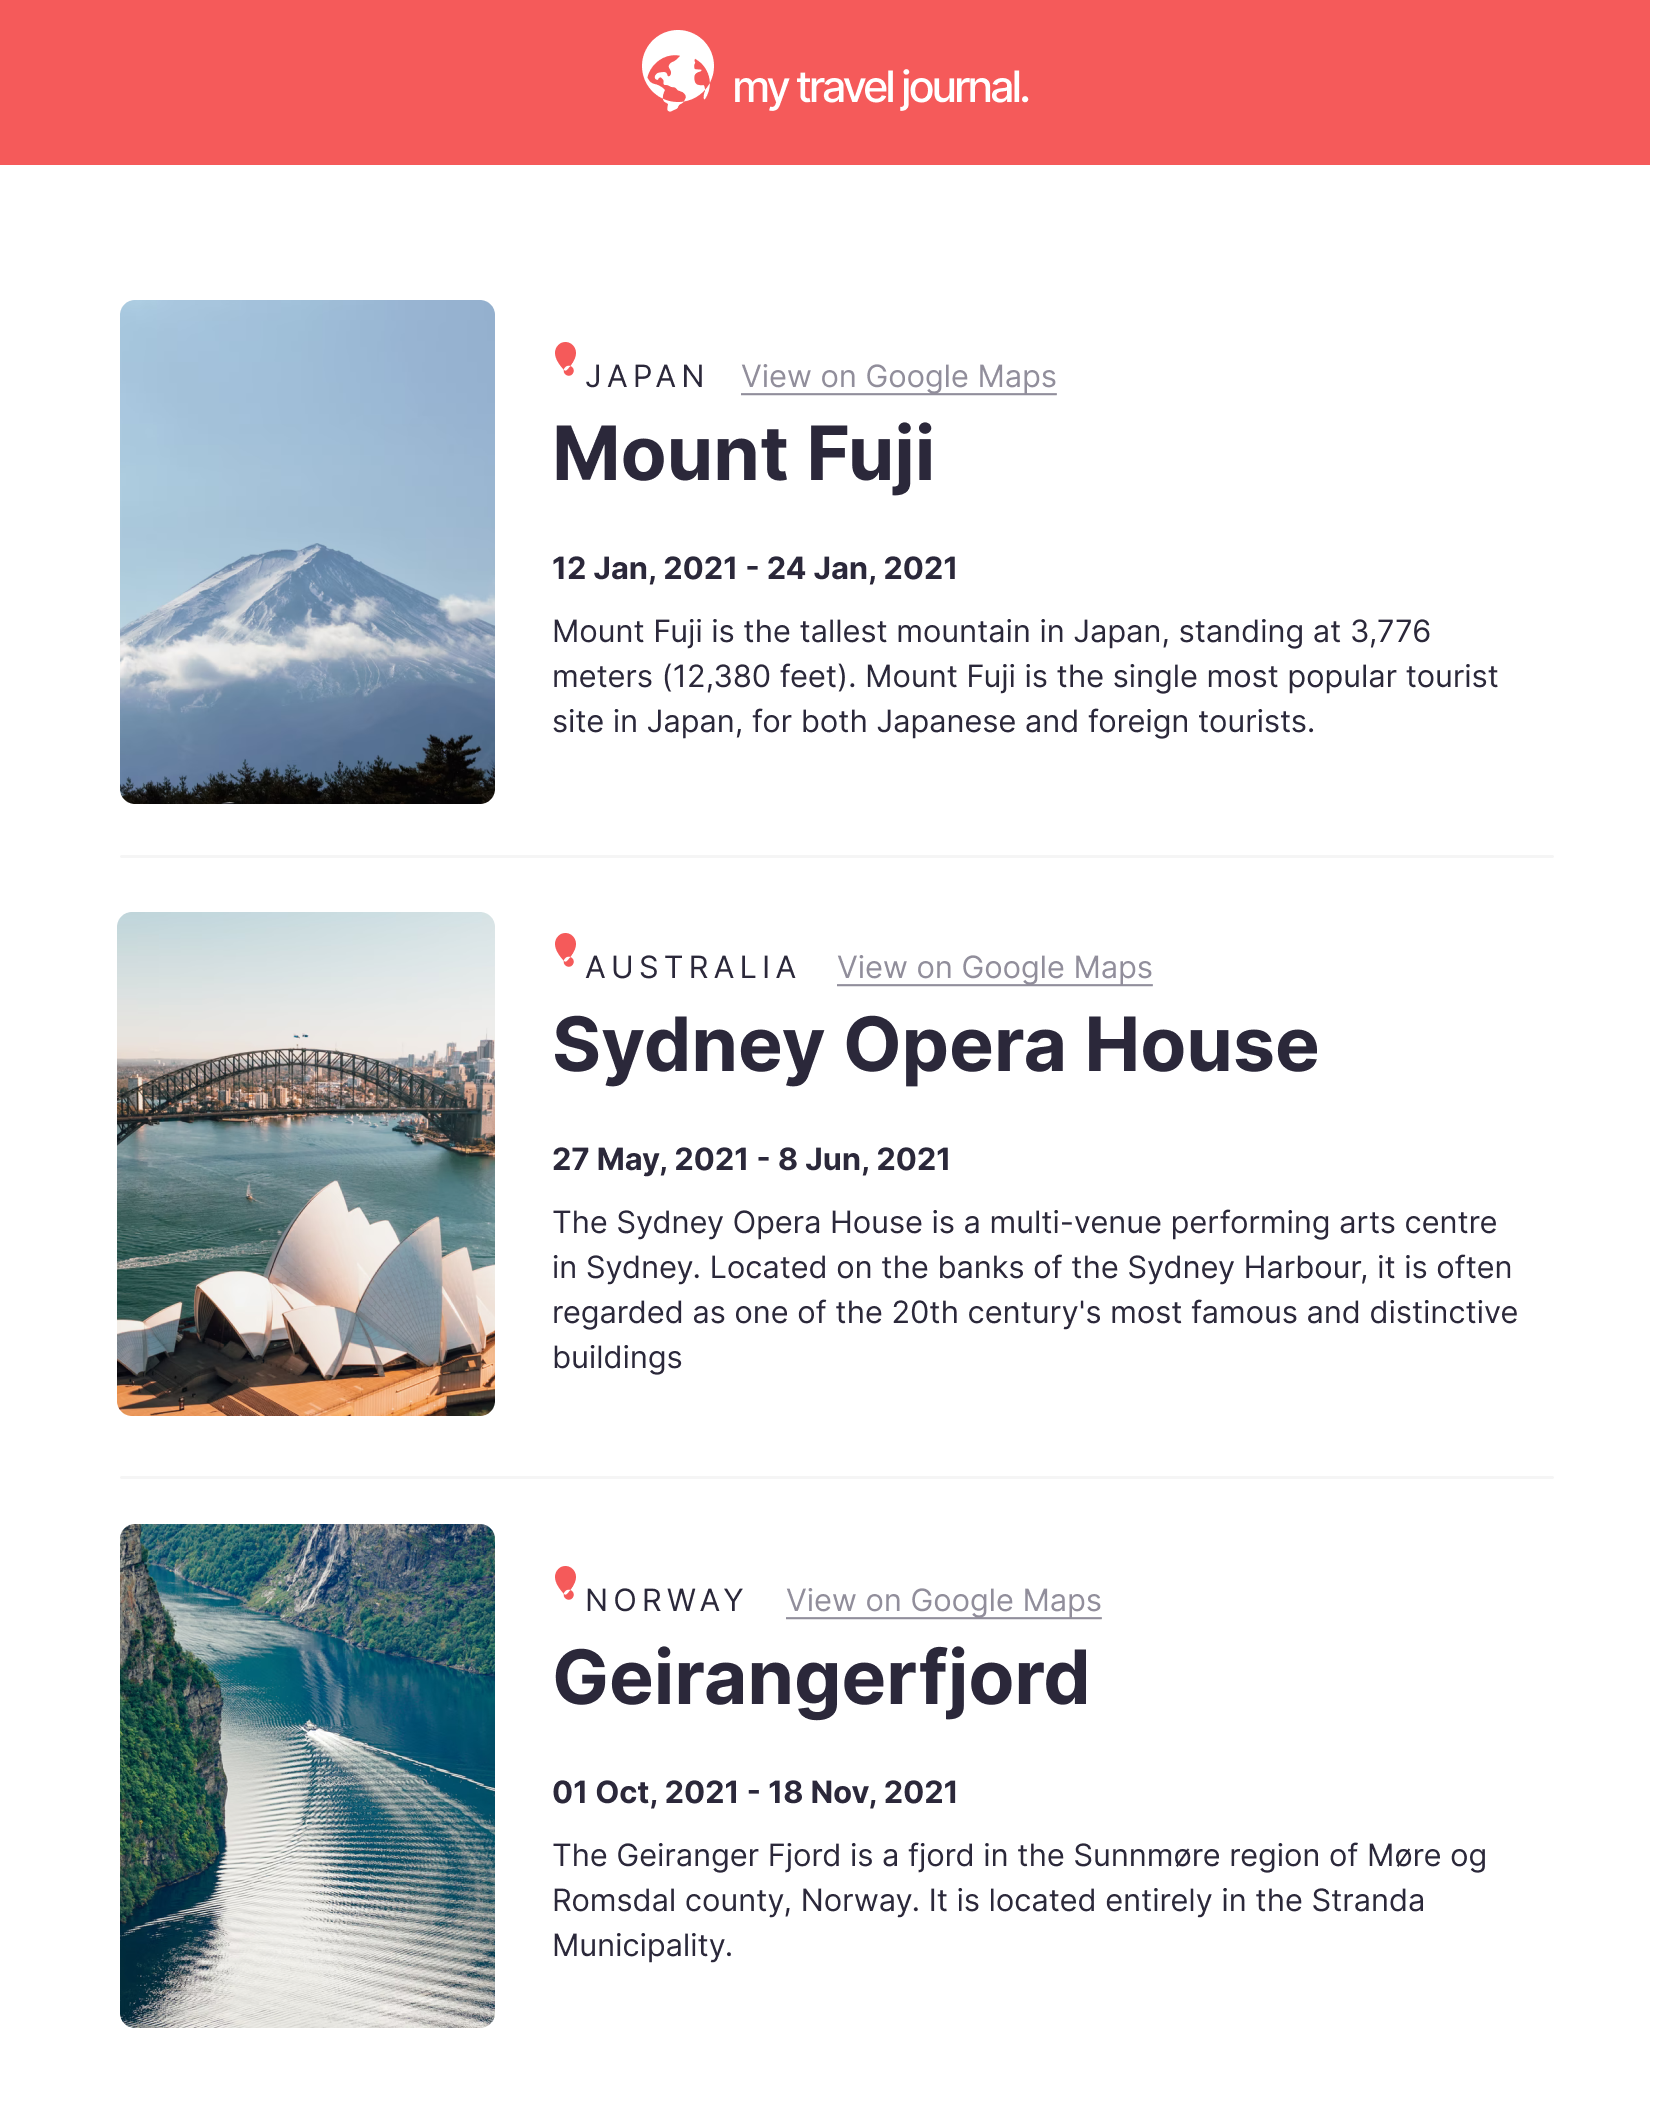 my travel journal.
JAPAN View on Google Maps
Mount Fuji
12 Jan, 2021 - 24 Jan, 2021
Mount Fuji is the tallest mountain in Japan, standing at 3,776
meters (12,380 feet). Mount Fuji is the single most popular tourist
site in Japan, for both Japanese and foreign tourists.
AUSTRALIA View on Google Maps
Sydney Opera House
27 May, 2021 - 8 Jun, 2021
The Sydney Opera House is a multi-venue performing arts centre
in Sydney. Located on the banks of the Sydney Harbour, it is often
regarded as one of the 20th century's most famous and distinctive
buildings
NORWAY View on Google Maps
Geirangerfjord
01 Oct, 2021 - 18 Nov, 2021
The Geiranger Fjord is a fjord in the Sunnmøre region of Møre og
Romsdal county, Norway. It is located entirely in the Stranda
Municipality.